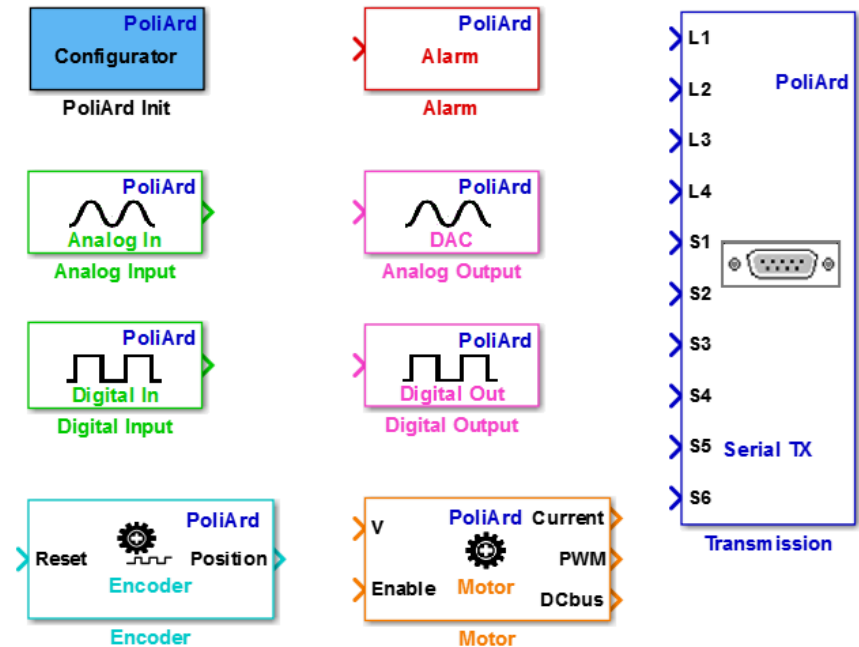 PoliArd
Configurator
PoliArd Init
PoliArd
Alarm
Alarm
PoliArd
Analog In
Analog Input
PoliArd
DAC
Analog Output
PoliArd
Digital In
Digital Input
PoliArd
Digital Out
Digital Output
PoliArd
Reset
Position
Encoder
Encoder
V
PoliArd
Current
PWM
Enable
Motor
DCbus
Motor
L1
L2
PoliArd
L3
L4
S1
S2
S3
S4
S5
Serial TX
S6
Transmission